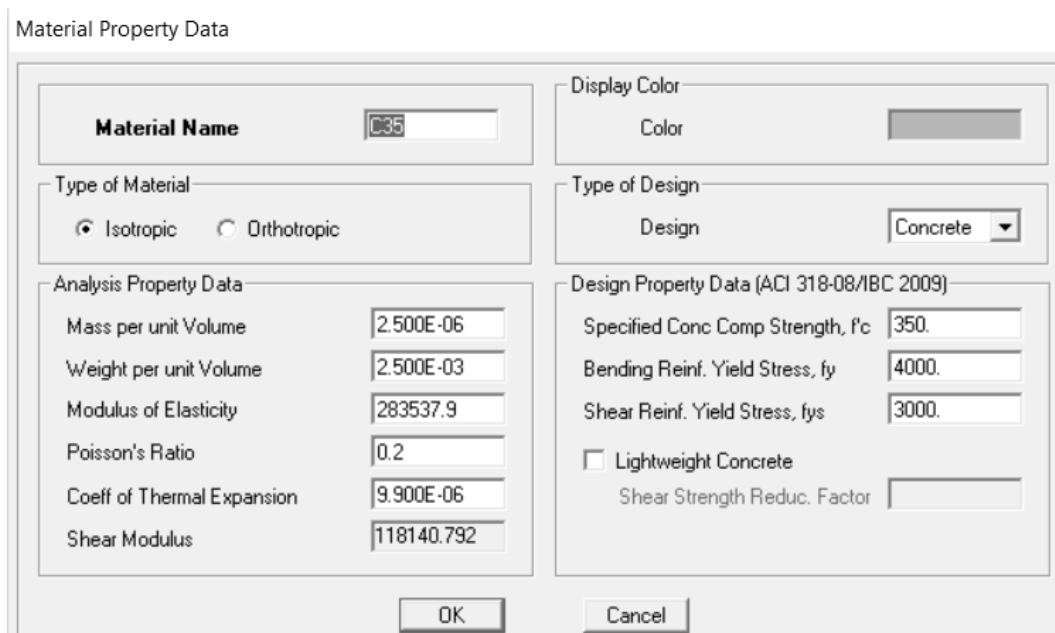 Material Property Data
Material Name C35
Display Color
Color
Type of Material
Isotropic Orthotropic
Type of Design
Design Concrete
Analysis Property Data
Mass per unit Volume 2.500E-06
Weight per unit Volume 2.500E-03
Modulus of Elasticity 283537.9
Poisson's Ratio 0.2
Coeff of Thermal Expansion 9.900E-06
Shear Modulus 118140.792
Design Property Data (ACI 318-08/IBC 2009)
Specified Conc Comp Strength, f'c 350.
Bending Reinf. Yield Stress, fy 4000.
Shear Reinf. Yield Stress, fys 3000.
Lightweight Concrete
Shear Strength Reduc. Factor
OK Cancel